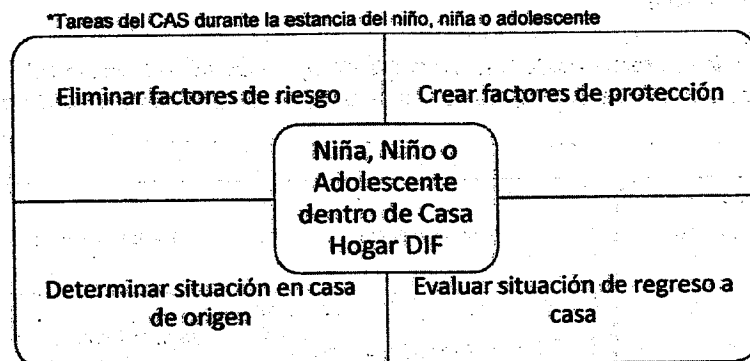 *Tareas del CAS durante la estancia del niño, niña o adolescente
Eliminar factores de riesgo
Crear factores de protección
Niña, Niño o
Adolescente
dentro de Casa
Hogar DIF
Determinar situación en casa
de origen
Evaluar situación de regreso a
casa